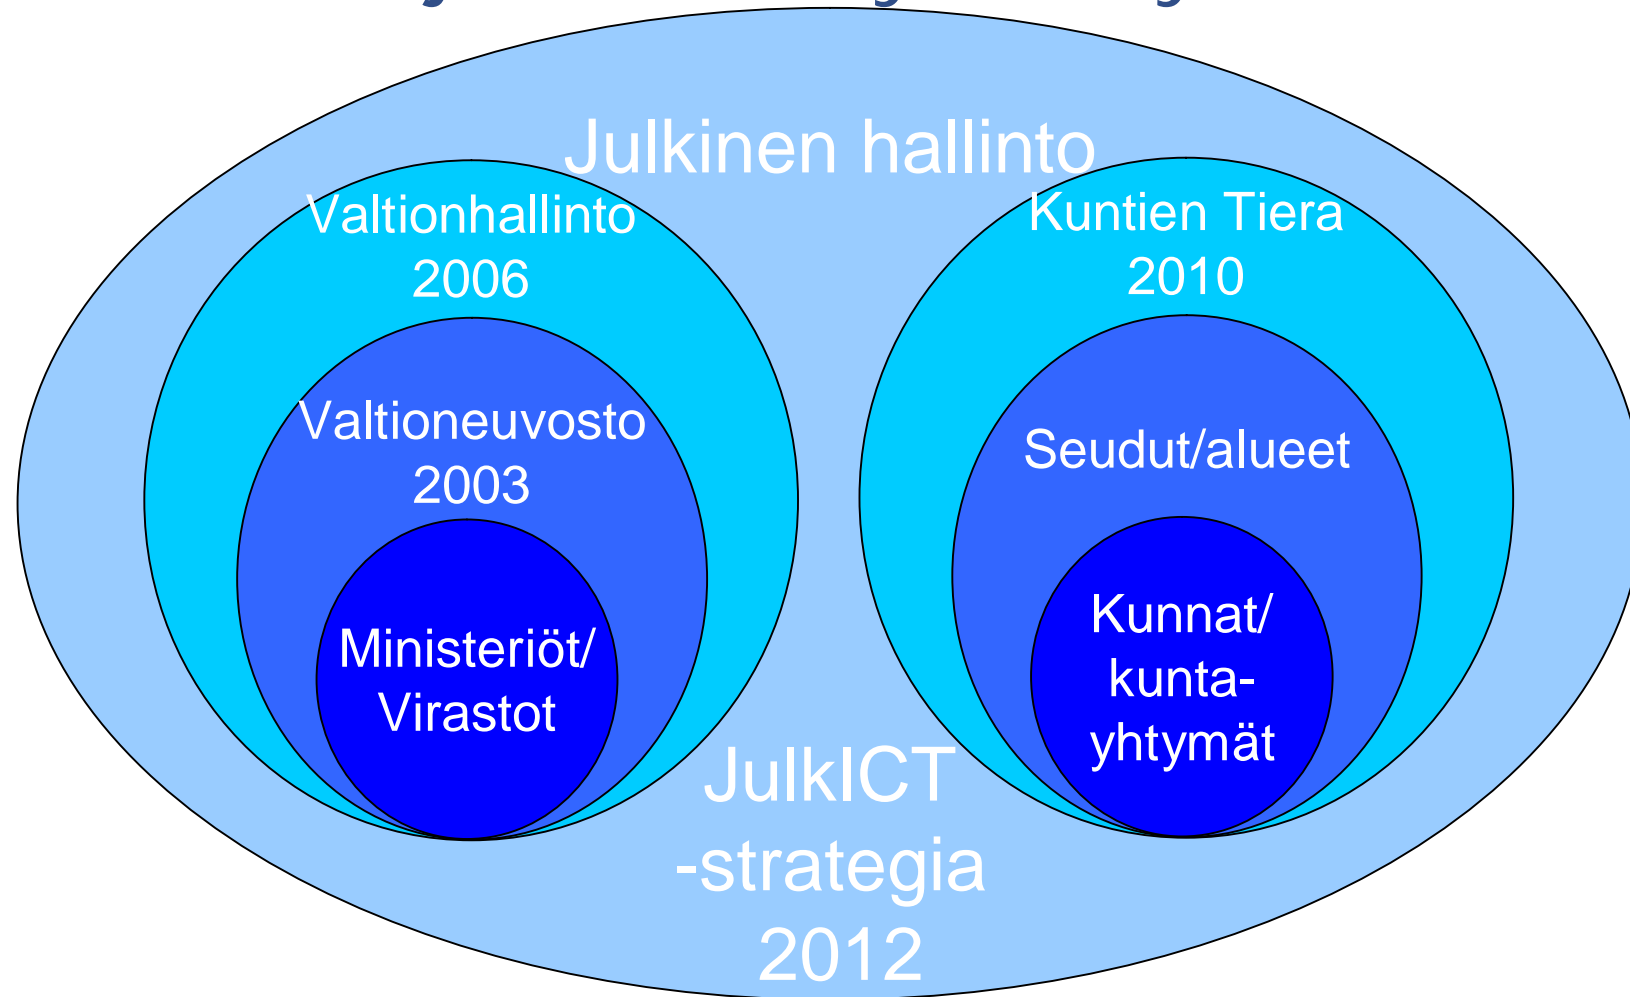 Julkinen hallinto
Valtionhallinto
2006
Valtioneuvosto
2003
Ministeriöt/
Virastot
Kuntien Tiera
2010
Seudut/alueet
Kunnat/
kunta-
yhtymät
JulkICT
-strategia
2012